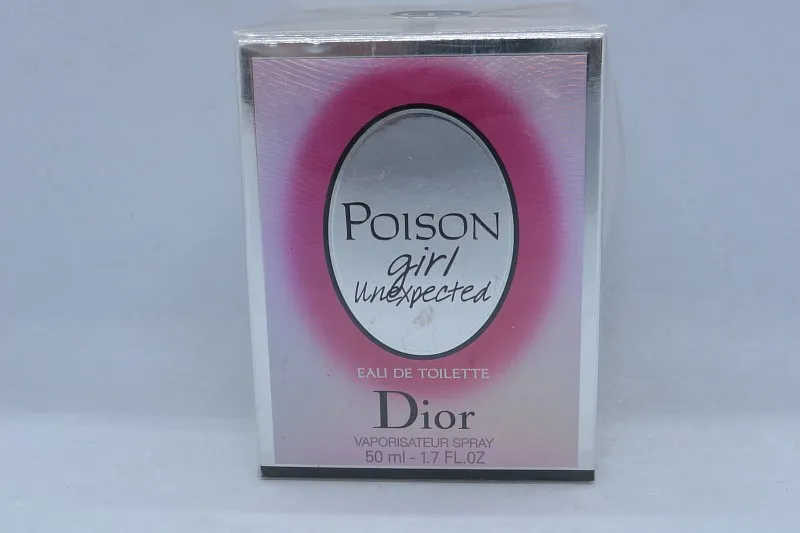 POISON
girl
Unexpected
EAU DE TOILETTE
Dior
VAPORISATEUR SPRAY
50 ml - 1.7 FL.OZ